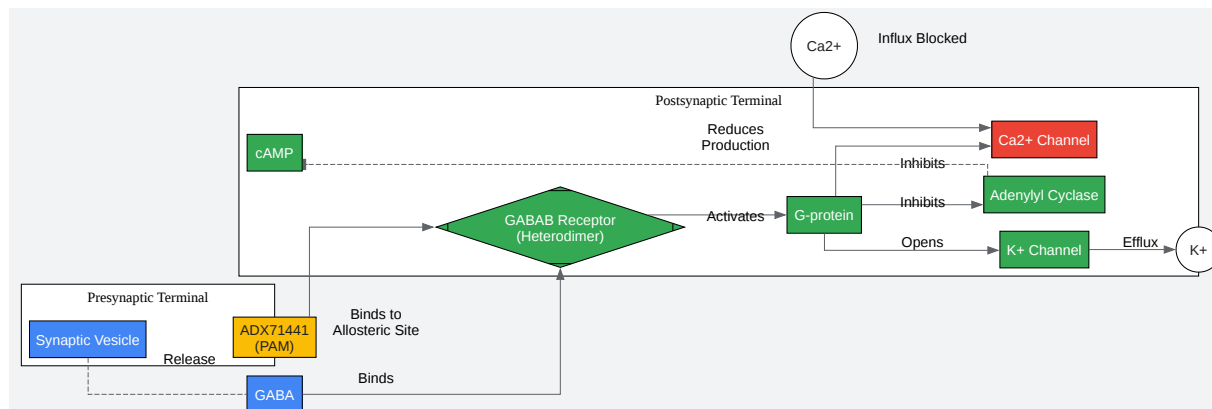 Ca2+
Influx Blocked
Postsynaptic Terminal
Reduces
Production
Ca2+ Channel
cAMP
Inhibits
Adenylyl Cyclase
GABAB Receptor
(Heterodimer)
Activates
G-protein
Inhibits
Opens
K+ Channel
Efflux
K+
Presynaptic Terminal
Synaptic Vesicle
Release
ADX71441
(PAM)
Binds to
Allosteric Site
GABA
Binds